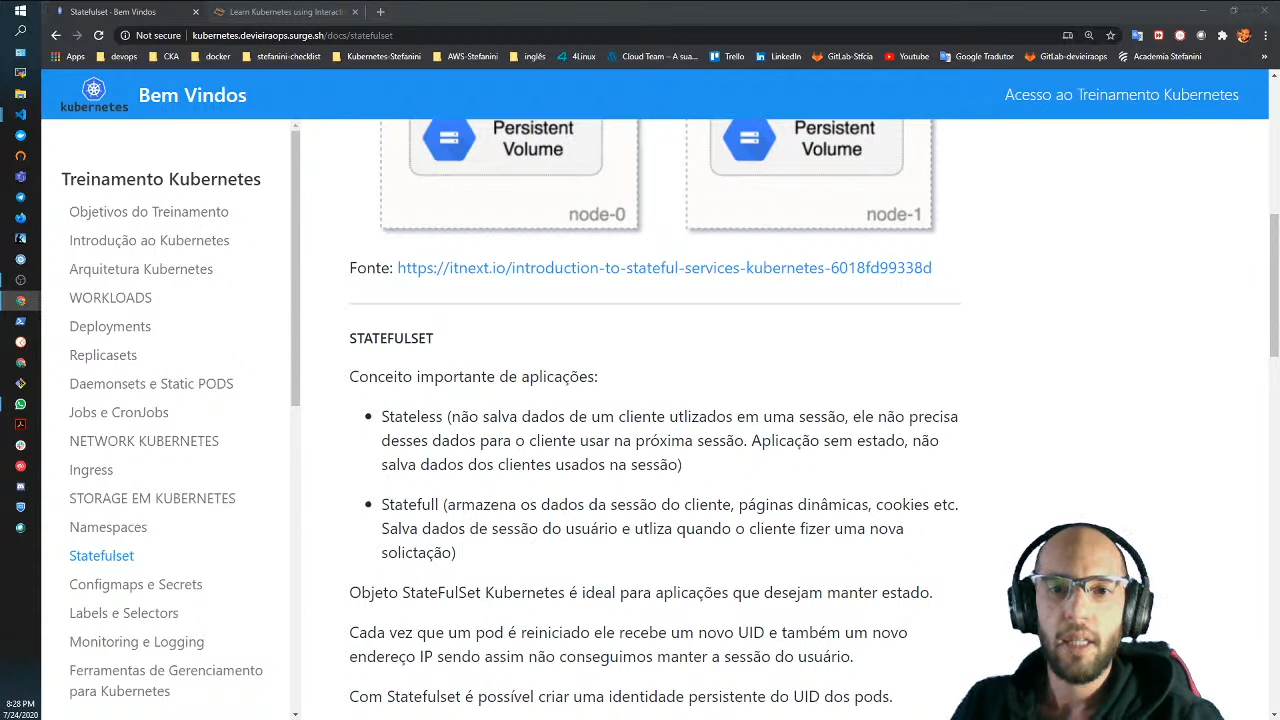 Statefulset · Bem Vindos
Learn Kubernetes using Interact
Not secure
kubernetes.devieiraops.surge.sh/docs/statefulset
Apps
devops
CKA
docker
stefanini-checklist
Kubernetes-Stefanini
AWS-Stefanini
inglês
4Linux
Cloud Team – A sua...
Trello
LinkedIn
GitLab-Stfcia
Youtube
Google Tradutor
GitLab-devieiraops
Academia Stefanini
kubernetes
Bem Vindos
Acesso ao Treinamento Kubernetes
Treinamento Kubernetes
Objetivos do Treinamento
Introdução ao Kubernetes
Arquitetura Kubernetes
WORKLOADS
Deployments
Replicasets
Daemonsets e Static PODS
Jobs e CronJobs
NETWORK KUBERNETES
Ingress
STORAGE EM KUBERNETES
Namespaces
Statefulset
Configmaps e Secrets
Labels e Selectors
Monitoring e Logging
Ferramentas de Gerenciamento
para Kubernetes
Persistent
Volume
node-0
Persistent
Volume
node-1
Fonte: https://itnext.io/introduction-to-stateful-services-kubernetes-6018fd99338d
STATEFULSET
Conceito importante de aplicações:
Stateless (não salva dados de um cliente utlizados em uma sessão, ele não precisa
desses dados para o cliente usar na próxima sessão. Aplicação sem estado, não
salva dados dos clientes usados na sessão)
Statefull (armazena os dados da sessão do cliente, páginas dinâmicas, cookies etc.
Salva dados de sessão do usuário e utliza quando o cliente fizer uma nova
solictação)
Objeto StateFulSet Kubernetes é ideal para aplicações que desejam manter estado.
Cada vez que um pod é reiniciado ele recebe um novo UID e também um novo
endereço IP sendo assim não conseguimos manter a sessão do usuário.
Com Statefulset é possível criar uma identidade persistente do UID dos pods.
8:28 PM
7/24/2020